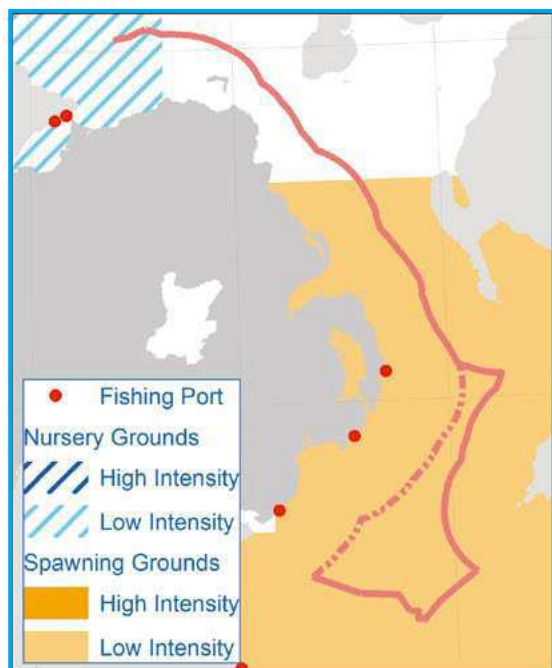 Fishing Port
Nursery Grounds
High Intensity
Low Intensity
Spawning Grounds
High Intensity
Low Intensity